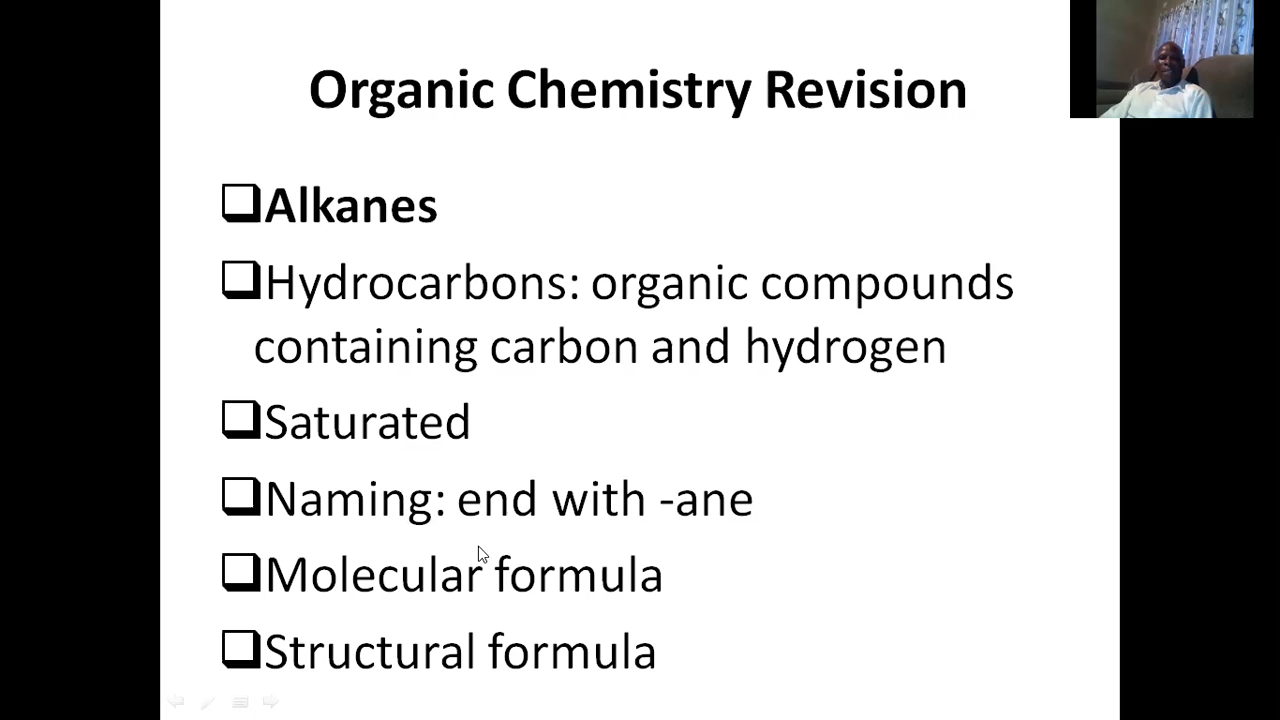 Organic Chemistry Revision
Alkanes
Hydrocarbons: organic compounds
containing carbon and hydrogen
Saturated
Naming: end with -ane
Molecular formula
Structural formula